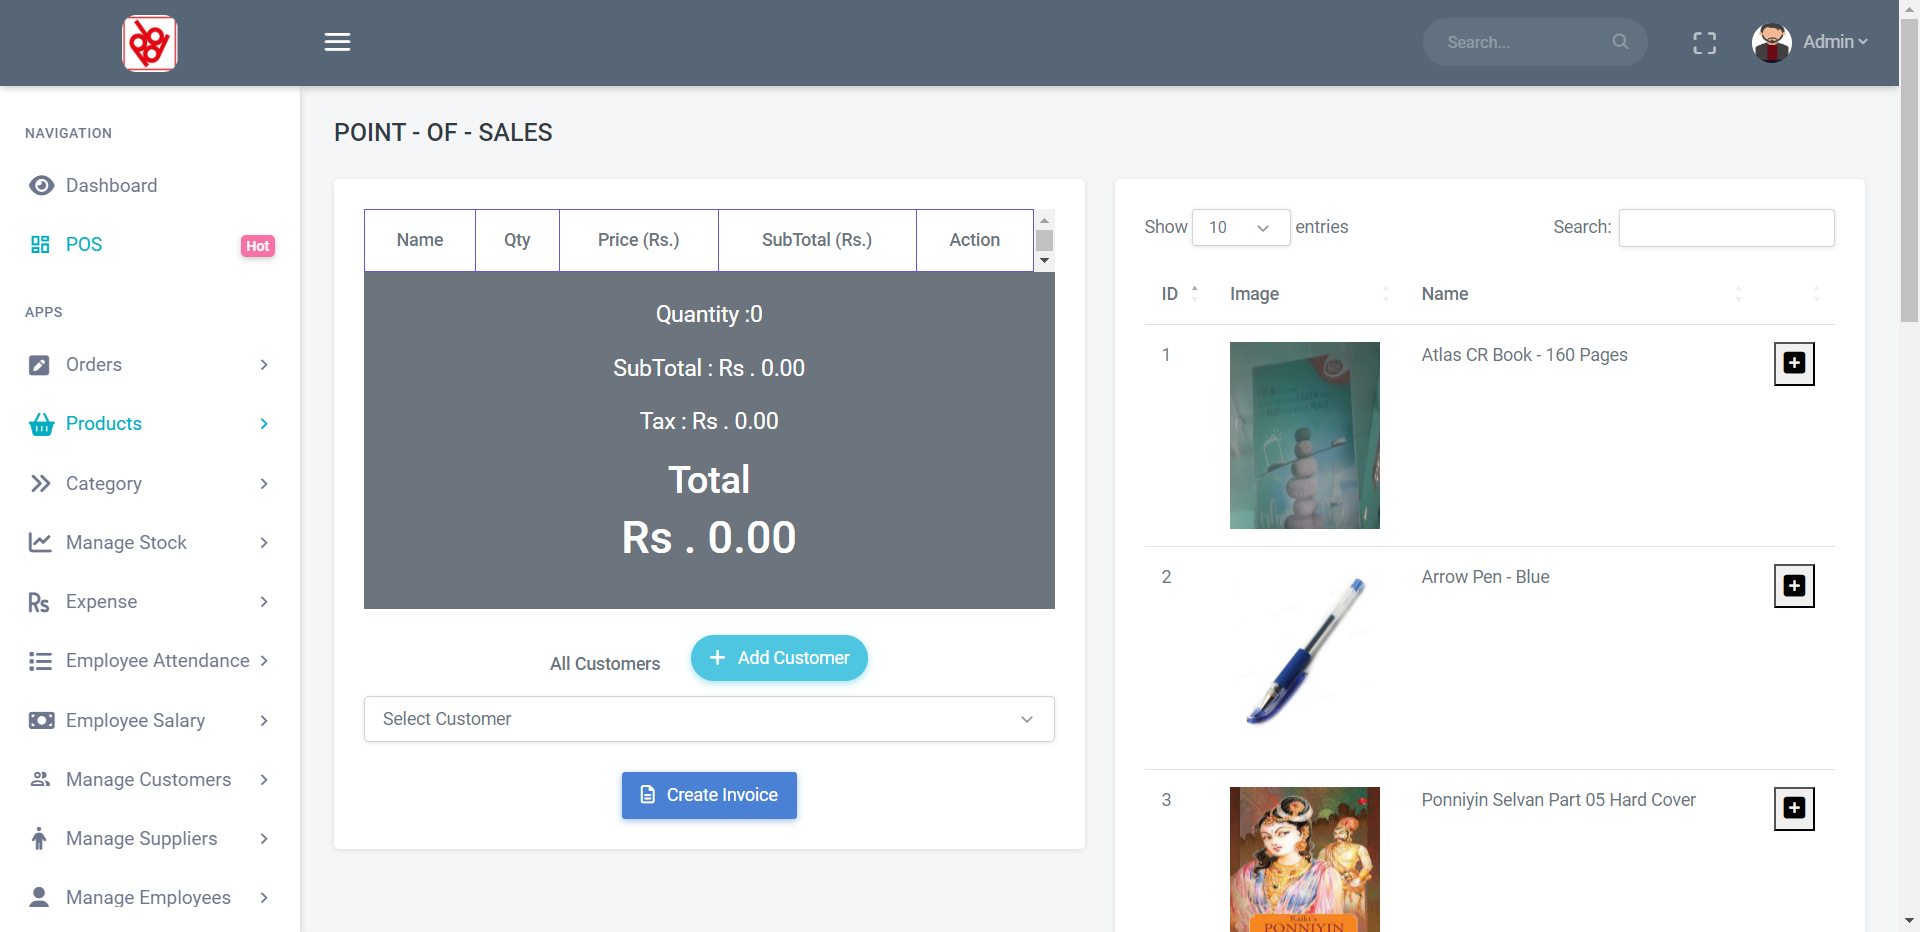 Search...
Admin
NAVIGATION
Dashboard
POS
Hot
APPS
Orders
Products
Category
Manage Stock
Rs Expense
Employee Attendance
Employee Salary
Manage Customers
Manage Suppliers
Manage Employees
POINT - OF - SALES
Name Qty Price (Rs.) SubTotal (Rs.) Action
Quantity :0
SubTotal : Rs . 0.00
Tax : Rs . 0.00
Total
Rs . 0.00
All Customers
Add Customer
Select Customer
Create Invoice
Show 10 entries
Search:
ID Image Name
1 Atlas CR Book - 160 Pages
2 Arrow Pen - Blue
3 Ponniyin Selvan Part 05 Hard Cover
Kalki's
PONNIYIN